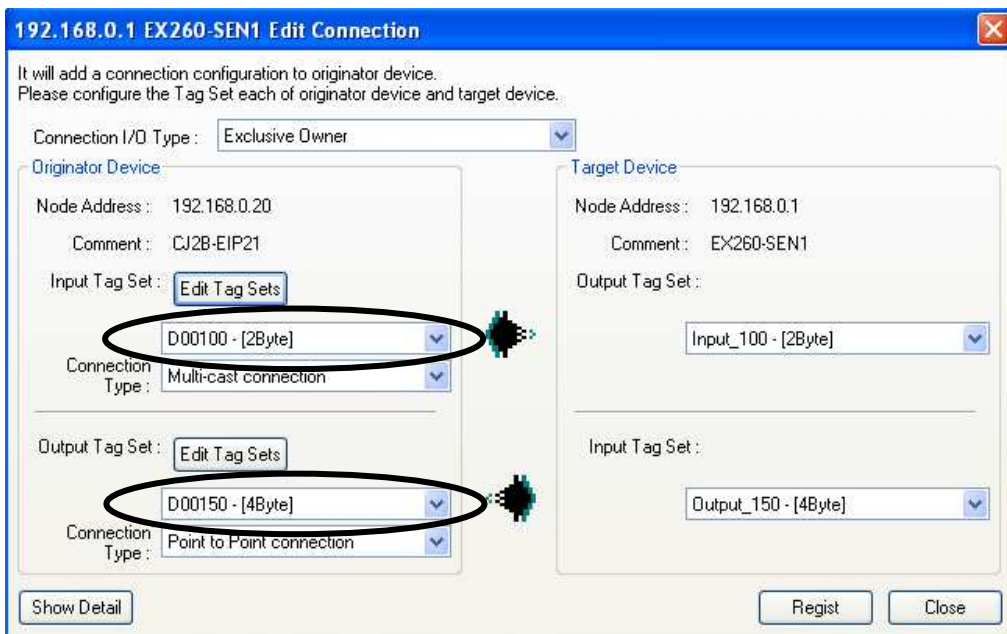 192.168.0.1 EX260-SEN1 Edit Connection
It will add a connection configuration to originator device.
Please configure the Tag Set each of originator device and target device.
Connection I/O Type : Exclusive Owner
Originator Device
Node Address : 192.168.0.20
Comment : CJ2B-EIP21
Input Tag Set : Edit Tag Sets
D00100 - [2Byte]
Connection Type : Multi-cast connection
Output Tag Set : Edit Tag Sets
D00150 - [4Byte]
Connection Type : Point to Point connection
Target Device
Node Address : 192.168.0.1
Comment : EX260-SEN1
Output Tag Set :
Input_100 - [2Byte]
Input Tag Set :
Output_150 - [4Byte]
Show Detail
Regist
Close